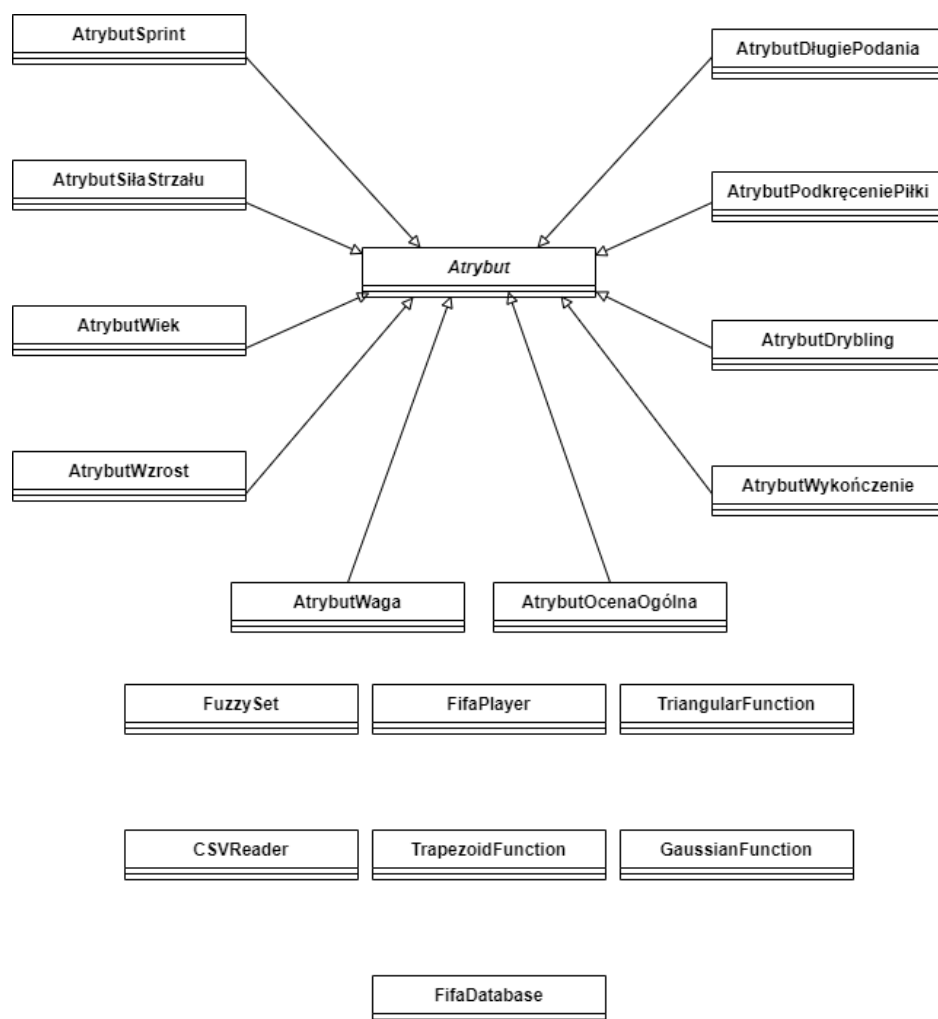 AtrybutSprint
AtrybutDługiePodania
AtrybutSiłaStrzału
AtrybutPodkręceniePiłki
Atrybut
AtrybutWiek
AtrybutDrybling
AtrybutWzrost
AtrybutWykończenie
AtrybutWaga
AtrybutOcenaOgólna
FuzzySet
FifaPlayer
TriangularFunction
CSVReader
TrapezoidFunction
GaussianFunction
FifaDatabase